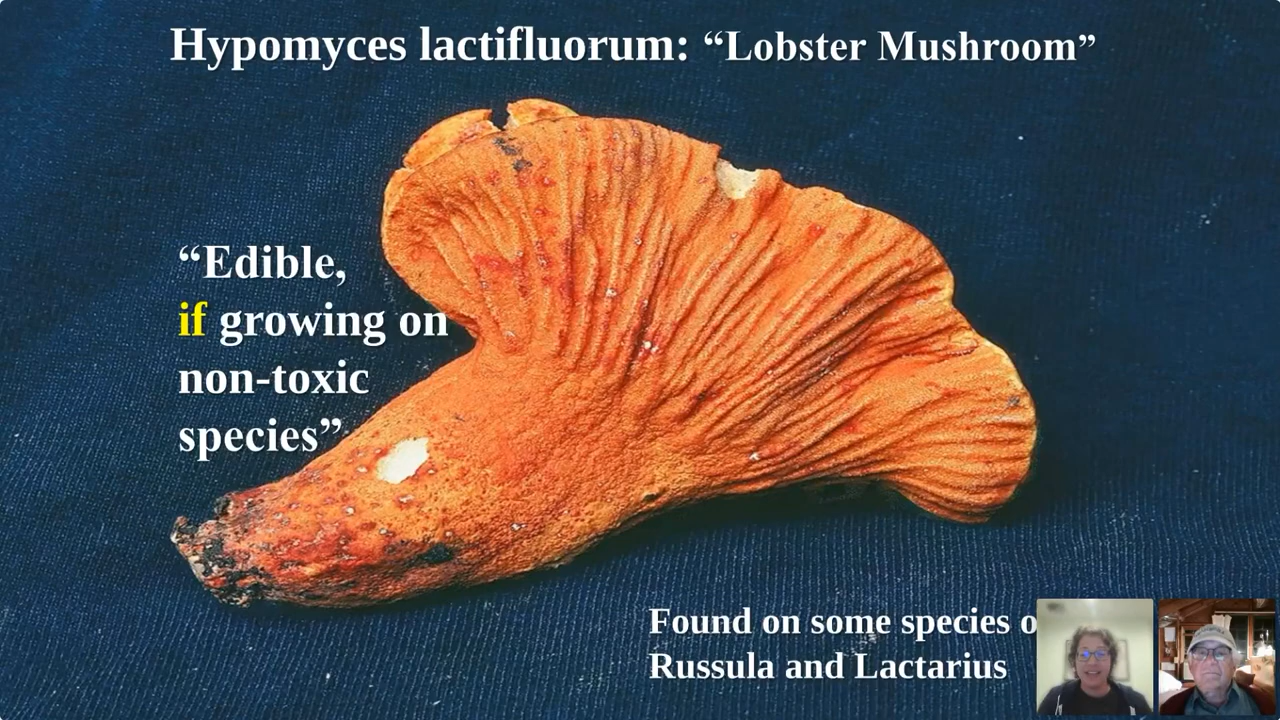 Hypomyces lactifluorum: “Lobster Mushroom”
“Edible,
if growing on
non-toxic
species”
Found on some species o
Russula and Lactarius